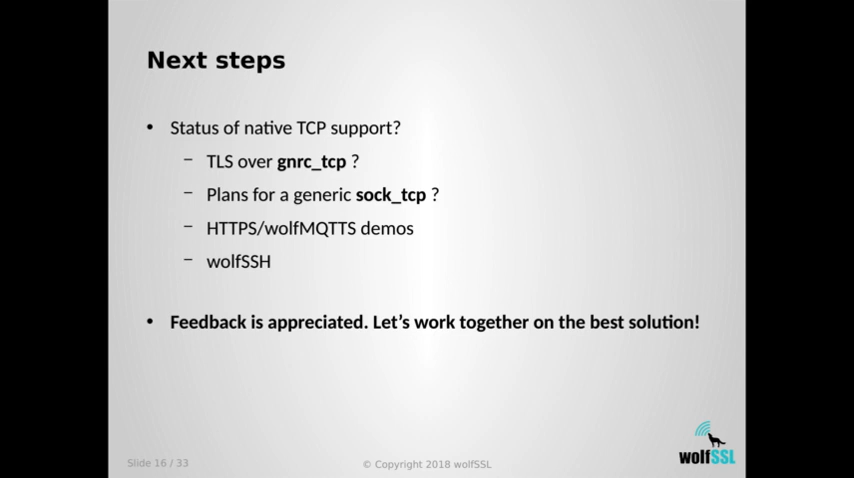 Next steps
• Status of native TCP support?
– TLS over gnrc_tcp ?
– Plans for a generic sock_tcp ?
– HTTPS/wolfMQTTS demos
– wolfSSH
• Feedback is appreciated. Let’s work together on the best solution!
Slide 16 / 33
© Copyright 2018 wolfSSL
wolfSSL